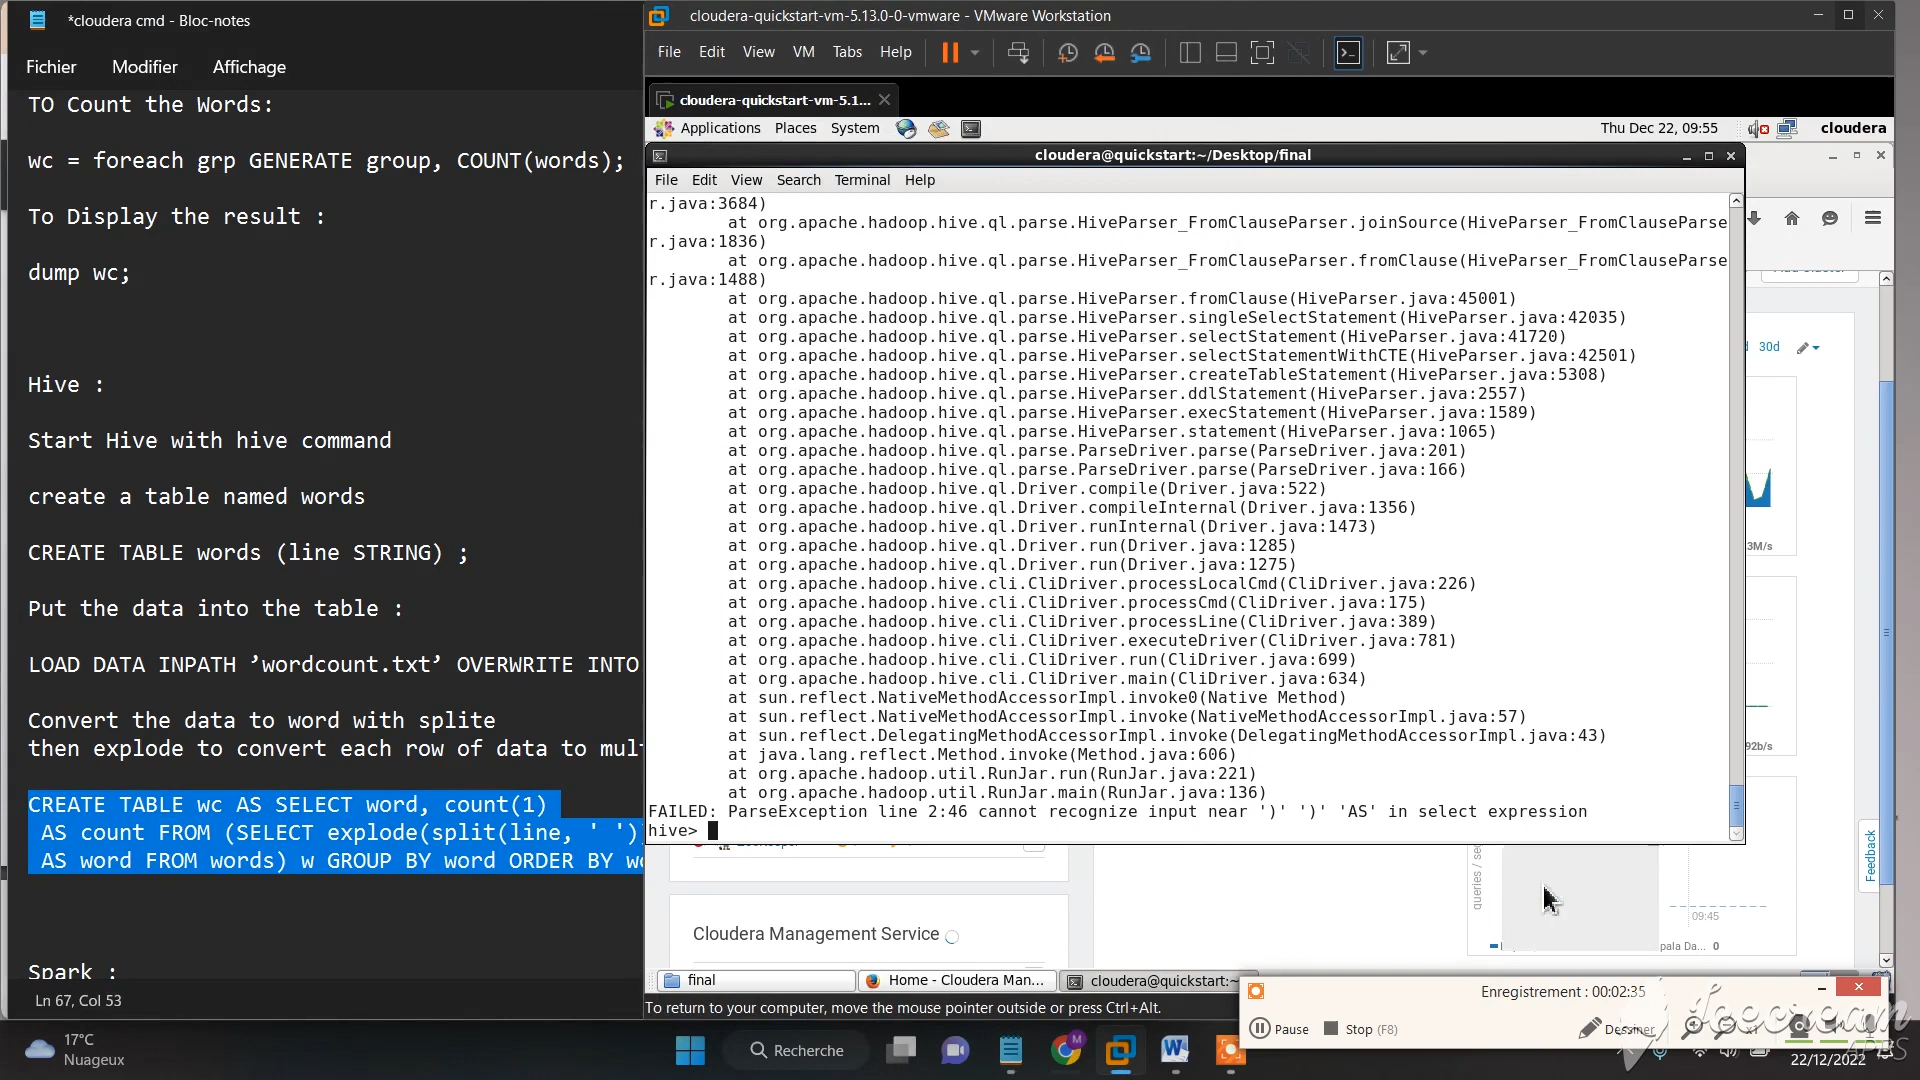 *cloudera cmd - Bloc-notes
Fichier Modifier Affichage
TO Count the Words:
wc = foreach grp GENERATE group, COUNT(words);
To Display the result :
dump wc;
Hive :
Start Hive with hive command
create a table named words
CREATE TABLE words (line STRING) ;
Put the data into the table :
LOAD DATA INPATH ’wordcount.txt’ OVERWRITE INTO
Convert the data to word with splite
then explode to convert each row of data to mul
CREATE TABLE wc AS SELECT word, count(1)
AS count FROM (SELECT explode(split(line, ' ')
AS word FROM words) w GROUP BY word ORDER BY
Spark :
Ln 67, Col 53
cloudera-quickstart-vm-5.13.0-0-vmware - VMware Workstation
File Edit View VM Tabs Help
cloudera-quickstart-vm-5.1...
Applications Places System
Thu Dec 22, 09:55 cloudera
cloudera@quickstart:~/Desktop/final
File Edit View Search Terminal Help
r.java:3684)
at org.apache.hadoop.hive.ql.parse.HiveParser_FromClauseParser.joinSource(HiveParser_FromClauseParse
r.java:1836)
at org.apache.hadoop.hive.ql.parse.HiveParser_FromClauseParser.fromClause(HiveParser_FromClauseParse
r.java:1488)
at org.apache.hadoop.hive.ql.parse.HiveParser.fromClause(HiveParser.java:45001)
at org.apache.hadoop.hive.ql.parse.HiveParser.singleSelectStatement(HiveParser.java:42035)
at org.apache.hadoop.hive.ql.parse.HiveParser.selectStatement(HiveParser.java:41720)
at org.apache.hadoop.hive.ql.parse.HiveParser.selectStatementWithCTE(HiveParser.java:42501)
at org.apache.hadoop.hive.ql.parse.HiveParser.createTableStatement(HiveParser.java:5308)
at org.apache.hadoop.hive.ql.parse.HiveParser.ddlStatement(HiveParser.java:2557)
at org.apache.hadoop.hive.ql.parse.HiveParser.execStatement(HiveParser.java:1589)
at org.apache.hadoop.hive.ql.parse.HiveParser.statement(HiveParser.java:1065)
at org.apache.hadoop.hive.ql.parse.ParseDriver.parse(ParseDriver.java:201)
at org.apache.hadoop.hive.ql.parse.ParseDriver.parse(ParseDriver.java:166)
at org.apache.hadoop.hive.ql.Driver.compile(Driver.java:522)
at org.apache.hadoop.hive.ql.Driver.compileInternal(Driver.java:1356)
at org.apache.hadoop.hive.ql.Driver.runInternal(Driver.java:1473)
at org.apache.hadoop.hive.ql.Driver.run(Driver.java:1285)
at org.apache.hadoop.hive.ql.Driver.run(Driver.java:1275)
at org.apache.hadoop.hive.cli.CliDriver.processLocalCmd(CliDriver.java:226)
at org.apache.hadoop.hive.cli.CliDriver.processCmd(CliDriver.java:175)
at org.apache.hadoop.hive.cli.CliDriver.processLine(CliDriver.java:389)
at org.apache.hadoop.hive.cli.CliDriver.executeDriver(CliDriver.java:781)
at org.apache.hadoop.hive.cli.CliDriver.run(CliDriver.java:699)
at org.apache.hadoop.hive.cli.CliDriver.main(CliDriver.java:634)
at sun.reflect.NativeMethodAccessorImpl.invoke0(Native Method)
at sun.reflect.NativeMethodAccessorImpl.invoke(NativeMethodAccessorImpl.java:57)
at sun.reflect.DelegatingMethodAccessorImpl.invoke(DelegatingMethodAccessorImpl.java:43)
at java.lang.reflect.Method.invoke(Method.java:606)
at org.apache.hadoop.util.RunJar.run(RunJar.java:221)
at org.apache.hadoop.util.RunJar.main(RunJar.java:136)
FAILED: ParseException line 2:46 cannot recognize input near ')' ')' 'AS' in select expression
hive>
30d
3M/s
92b/s
Feedback
queries / sec
09:45
pala Da... 0
Cloudera Management Service
final Home - Cloudera Man... cloudera@quickstart:~
To return to your computer, move the mouse pointer outside or press Ctrl+Alt.
Enregistrement : 00:02:35
Pause Stop (F8) Dessiner
Icecream
APPS
17°C
Nuageux
Recherche
22/12/2022